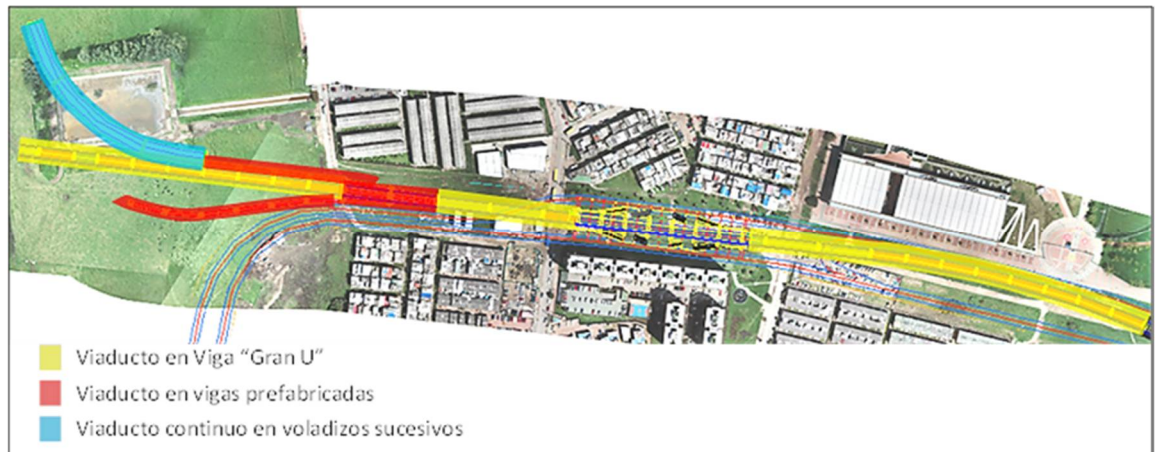 Viaducto en Viga “Gran U”
Viaducto en vigas prefabricadas
Viaducto continuo en voladizos sucesivos